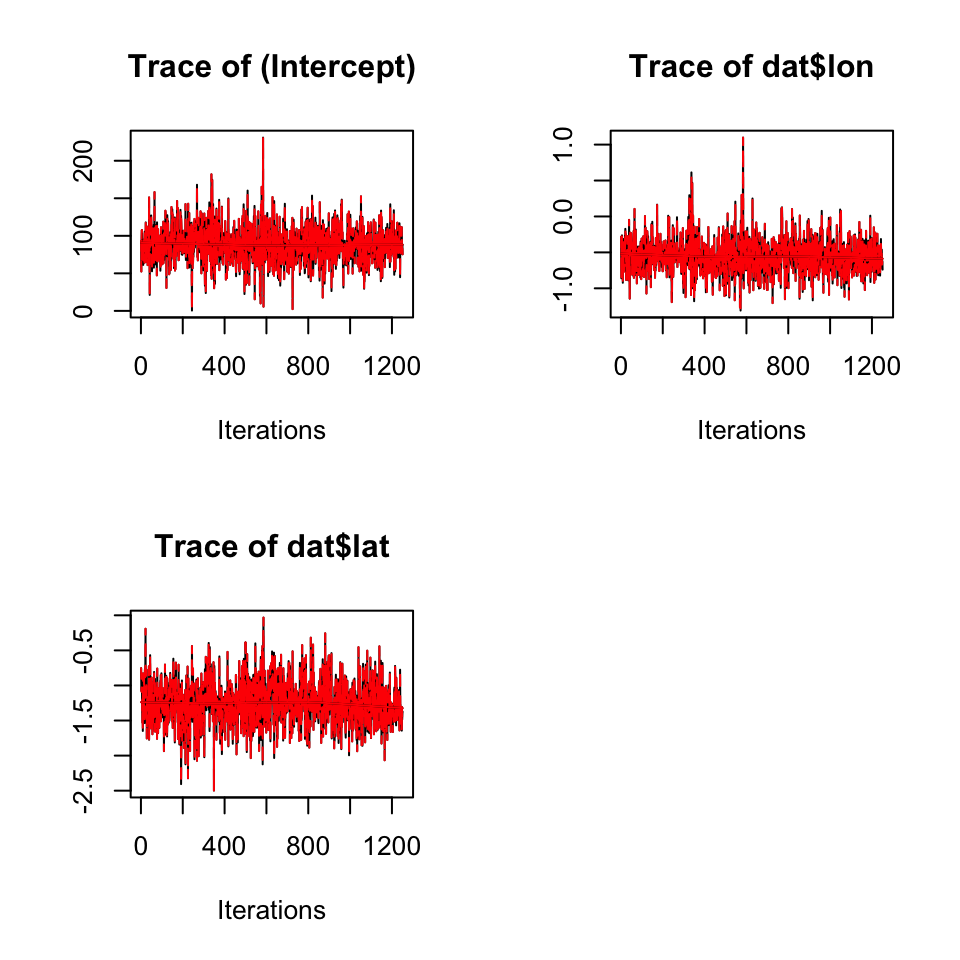 Trace of (Intercept)
200
100
0
0 400 800 1200
Iterations
Trace of dat$lon
1.0
0.0
-1.0
0 400 800 1200
Iterations
Trace of dat$lat
-0.5
-1.5
-2.5
0 400 800 1200
Iterations